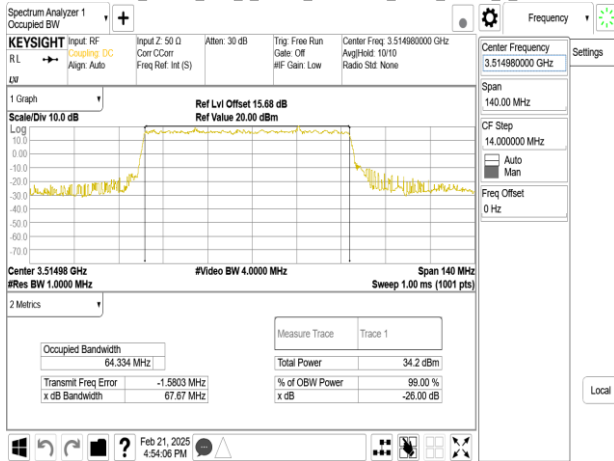 Spectrum Analyzer 1
Occupied BW
Frequency
KEYSIGHT
RL
LXI
Input: RF
Coupling: DC
Align: Auto
Input Z: 50 Ω
Corr CCorr
Freq Ref: Int (S)
Atten: 30 dB
Trig: Free Run
Gate: Off
#IF Gain: Low
Center Freq: 3.514980000 GHz
Avg|Hold: 10/10
Radio Std: None
Center Frequency
3.514980000 GHz
Settings
Span
140.00 MHz
CF Step
14.000000 MHz
Auto
Man
Freq Offset
0 Hz
Local
1 Graph
Scale/Div 10.0 dB
Ref Lvl Offset 15.68 dB
Ref Value 20.00 dBm
Log
10.0
0.00
-10.0
-20.0
-30.0
-40.0
-50.0
-60.0
-70.0
Center 3.51498 GHz
#Video BW 4.0000 MHz
Span 140 MHz
#Res BW 1.0000 MHz
Sweep 1.00 ms (1001 pts)
2 Metrics
Measure Trace
Trace 1
Occupied Bandwidth
64.334 MHz
Total Power
34.2 dBm
Transmit Freq Error
-1.5803 MHz
% of OBW Power
99.00 %
x dB Bandwidth
67.67 MHz
x dB
-26.00 dB
Feb 21, 2025
4:54:06 PM